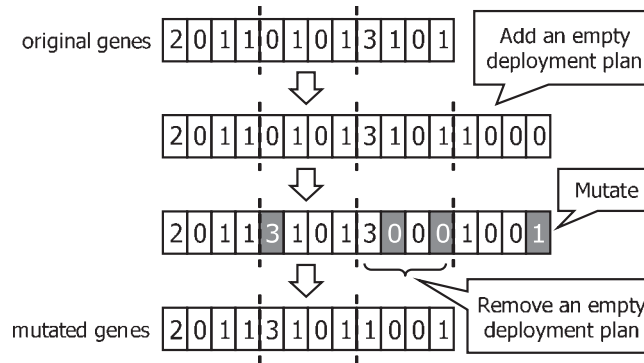 original genes 2 0 1 1 0 1 0 1 3 1 0 1
Add an empty
deployment plan
2 0 1 1 0 1 0 1 3 1 0 1 1 0 0 0
Mutate
2 0 1 1 3 1 0 1 3 0 0 0 1 0 0 1
Remove an empty
deployment plan
mutated genes 2 0 1 1 3 1 0 1 1 0 0 1